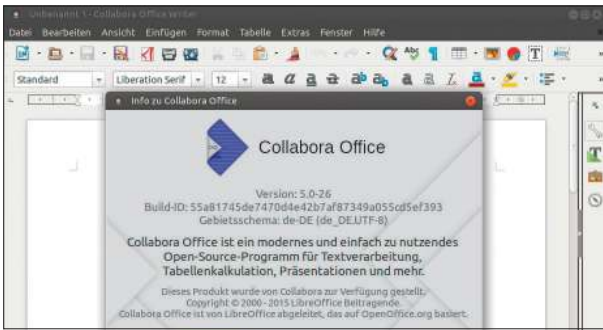 Unbenannt 1 - Collabora Office Writer
Datei Bearbeiten Ansicht Einfügen Format Tabelle Extras Fenster Hilfe
Standard Liberation Serif 12
Info zu Collabora Office
Collabora Office
Version: 5.0-26
Build-ID: 55a81745de7470d4e42b7af87349a055cd5ef393
Gebietsschema: de-DE (de_DE.UTF-8)
Collabora Office ist ein modernes und einfach zu nutzendes
Open-Source-Programm für Textverarbeitung,
Tabellenkalkulation, Präsentationen und mehr.
Dieses Produkt wurde von Collabora zur Verfügung gestellt.
Copyright © 2000 - 2015 LibreOffice Beitragende.
Collabora Office ist von LibreOffice abgeleitet, das auf OpenOffice.org basiert.